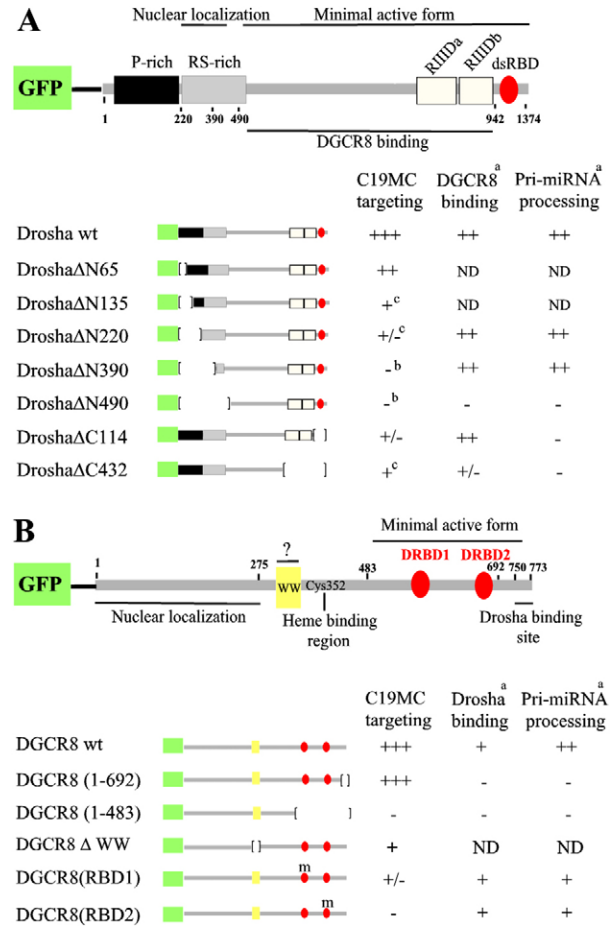 A
Nuclear localization Minimal active form
P-rich RS-rich RIIIDa RIIIDb dsRBD
GFP
1 220 390 490 942 1374
DGCR8 binding
C19MC targeting DGCR8 binding a Pri-miRNA processing a
Drosha wt +++ ++ ++
DroshaΔN65 ++ ND ND
DroshaΔN135 +c ND ND
DroshaΔN220 +/-c ++ ++
DroshaΔN390 -b ++ ++
DroshaΔN490 -b - -
DroshaΔC114 +/- ++ -
DroshaΔC432 +c +/- -
B
Minimal active form
?
DRBD1 DRBD2
1 275 483 692 750 773
GFP WW Cys352
Nuclear localization Heme binding region Drosha binding site
C19MC targeting Drosha binding a Pri-miRNA processing a
DGCR8 wt +++ + ++
DGCR8 (1-692) +++ - -
DGCR8 (1-483) - - -
DGCR8 Δ WW + ND ND
m
DGCR8(RBD1) +/- + +
m
DGCR8(RBD2) - + +